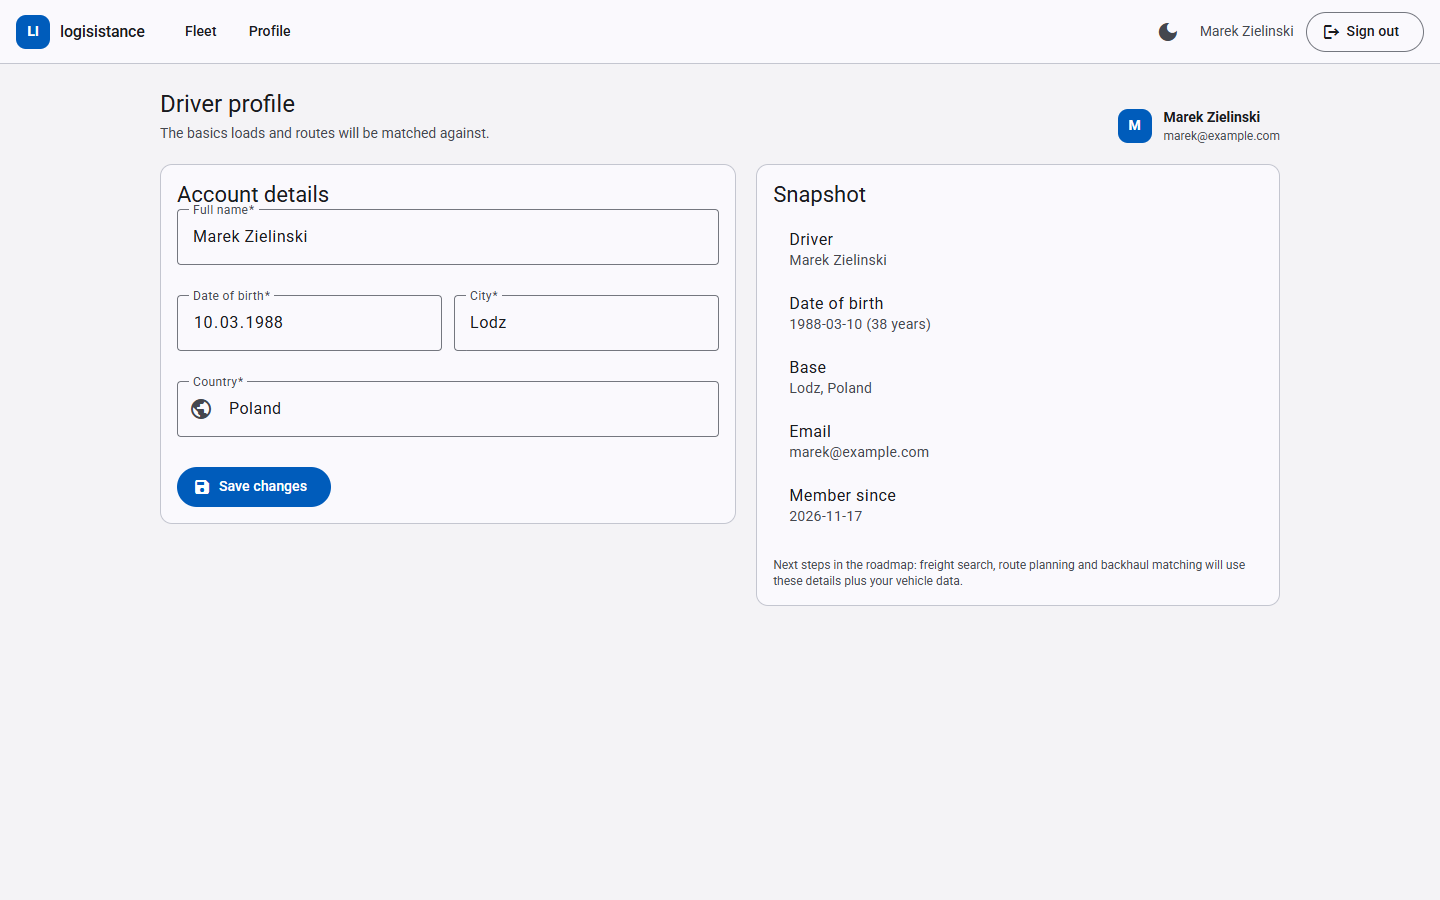 LI logisistance Fleet Profile Marek Zielinski Sign out
Driver profile
The basics loads and routes will be matched against.
M Marek Zielinski
marek@example.com
Account details
Full name*
Marek Zielinski
Date of birth* City*
10.03.1988 Lodz
Country*
Poland
Save changes
Snapshot
Driver
Marek Zielinski
Date of birth
1988-03-10 (38 years)
Base
Lodz, Poland
Email
marek@example.com
Member since
2026-11-17
Next steps in the roadmap: freight search, route planning and backhaul matching will use
these details plus your vehicle data.